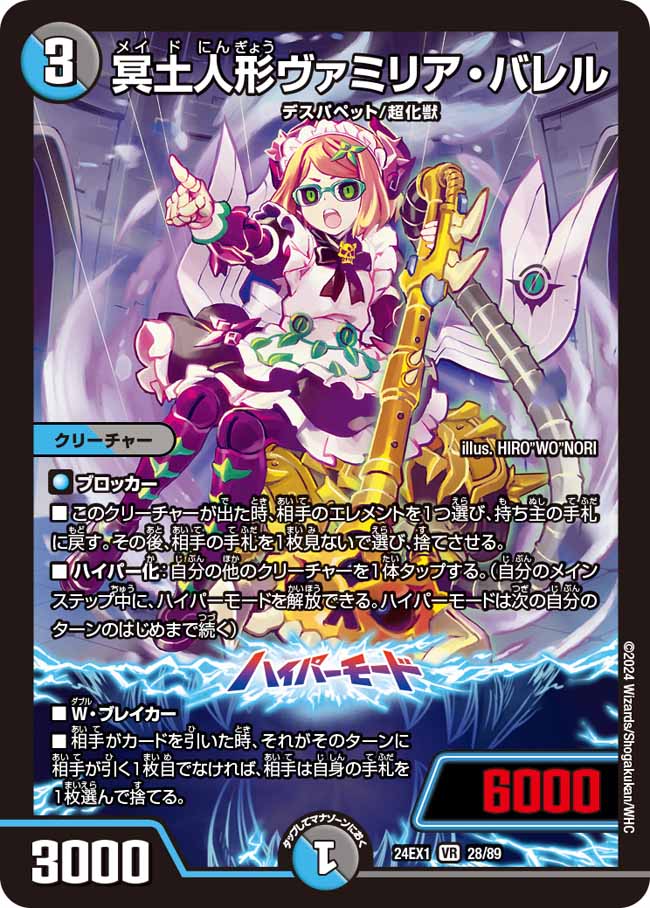 3
メイドにんぎょう
冥土人形ヴァミリア・バレル
デスパペット/超化獣
クリーチャー
illus. HIRO"WO"NORI
ブロッカー
■このクリーチャーが出た時、相手のエレメントを1つ選び、持ち主の手札
に戻す。その後、相手の手札を1枚見ないで選び、捨てさせる。
■ハイパー化:自分の他のクリーチャーを1体タップする。(自分のメイン
ステップ中に、ハイパーモードを解放できる。ハイパーモードは次の自分の
ターンのはじめまで続く)
ハイパーモード
■W・ブレイカー
■相手がカードを引いた時、それがそのターンに
相手が引く1枚目でなければ、相手は自身の手札を
1枚選んで捨てる。
6000
©2024 Wizards/Shogakukan/WHC
3000
タップしてマナゾーンにおく
1
24EX1 VR 28/89